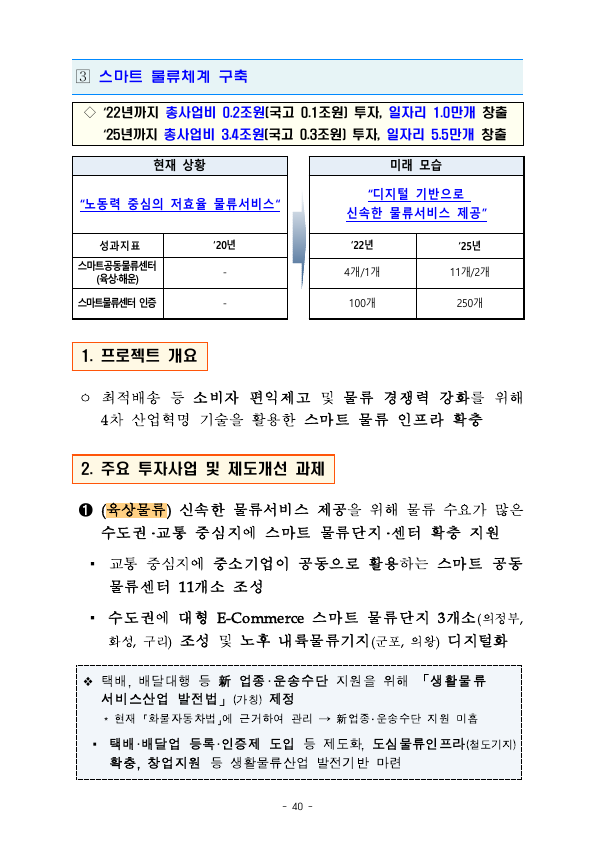 3 스마트 물류체계 구축
◇ ‘22년까지 총사업비 0.2조원(국고 0.1조원) 투자, 일자리 1.0만개 창출
‘25년까지 총사업비 3.4조원(국고 0.3조원) 투자, 일자리 5.5만개 창출
현재 상황
“노동력 중심의 저효율 물류서비스”
성과지표 ’20년
스마트공동물류센터
(육상·해운) -
스마트물류센터 인증 -
미래 모습
“디지털 기반으로
신속한 물류서비스 제공”
’22년 ’25년
4개/1개 11개/2개
100개 250개
1. 프로젝트 개요
ㅇ 최적배송 등 소비자 편익제고 및 물류 경쟁력 강화를 위해
4차 산업혁명 기술을 활용한 스마트 물류 인프라 확충
2. 주요 투자사업 및 제도개선 과제
❶ (육상물류) 신속한 물류서비스 제공을 위해 물류 수요가 많은
수도권·교통 중심지에 스마트 물류단지·센터 확충 지원
▪ 교통 중심지에 중소기업이 공동으로 활용하는 스마트 공동
물류센터 11개소 조성
▪ 수도권에 대형 E-Commerce 스마트 물류단지 3개소(의정부,
화성, 구리) 조성 및 노후 내륙물류기지(군포, 의왕) 디지털화
❖ 택배, 배달대행 등 新 업종·운송수단 지원을 위해 「생활물류
서비스산업 발전법」(가칭) 제정
* 현재 「화물자동차법」에 근거하여 관리 → 新업종·운송수단 지원 미흡
▪ 택배·배달업 등록·인증제 도입 등 제도화, 도심물류인프라(철도기지)
확충, 창업지원 등 생활물류산업 발전기반 마련
- 40 -